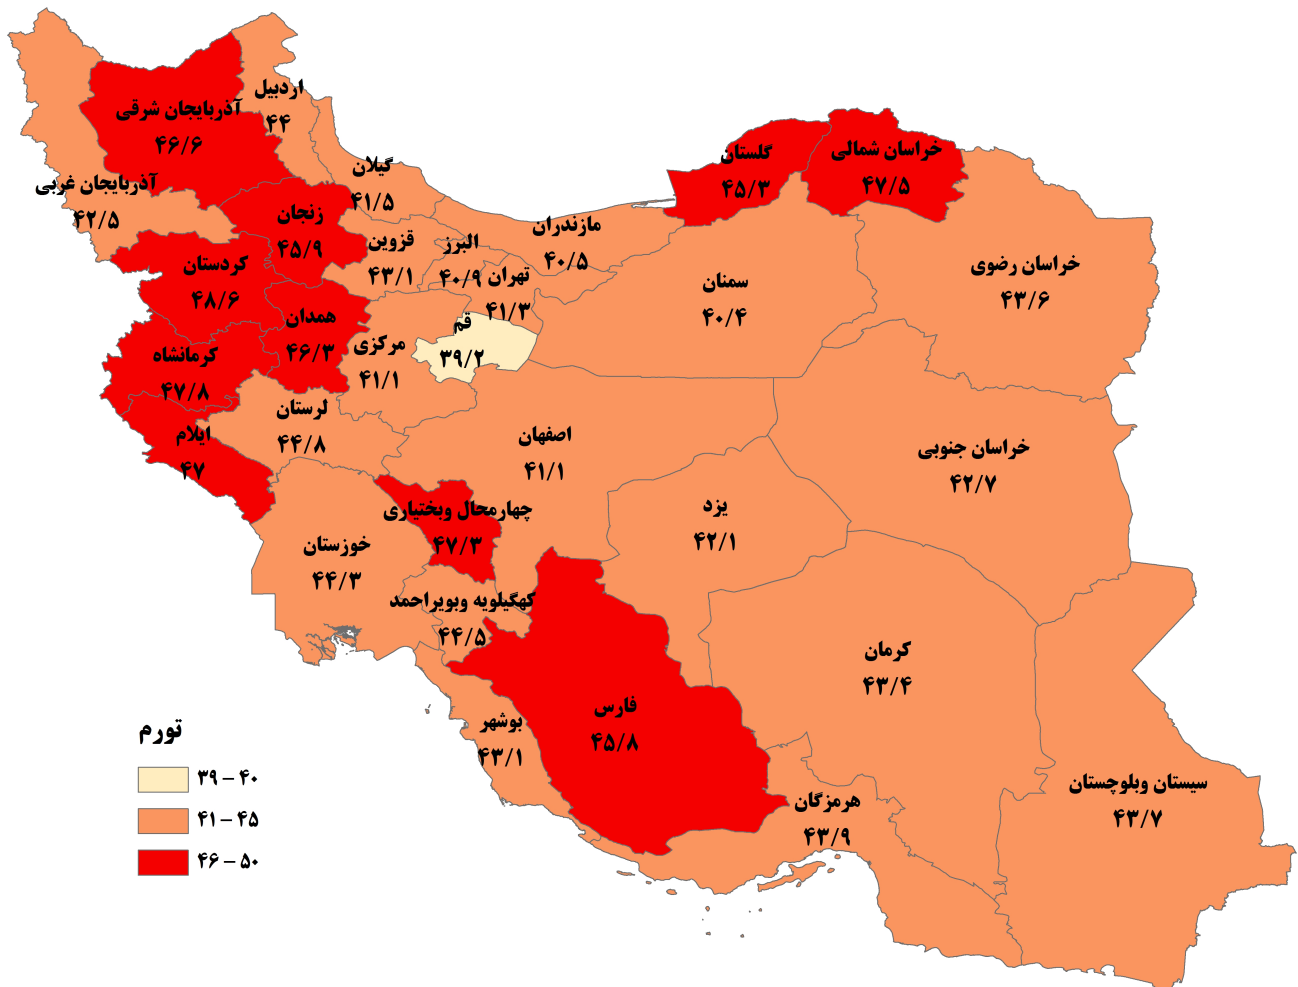 اردبیل
۴۴
آذربایجان شرقی
۴۶/۶
آذربایجان غربی
۴۲/۵
گیلان
۴۱/۵
زنجان
۴۵/۹
کردستان
۴۸/۶
همدان
۴۶/۳
کرمانشاه
۴۷/۸
ایلام
۴۷
لرستان
۴۴/۸
قزوین
۴۳/۱
البرز
۴۰/۹
تهران
۴۱/۳
مازندران
۴۰/۵
گلستان
۴۵/۳
خراسان شمالی
۴۷/۵
خراسان رضوی
۴۳/۶
سمنان
۴۰/۴
قم
۳۹/۲
مرکزی
۴۱/۱
اصفهان
۴۱/۱
خراسان جنوبی
۴۲/۷
یزد
۴۲/۱
چهارمحال وبختیاری
۴۷/۳
خوزستان
۴۴/۳
کهگیلویه وبویراحمد
۴۴/۵
فارس
۴۵/۸
بوشهر
۴۳/۱
کرمان
۴۳/۴
هرمزگان
۴۳/۹
سیستان وبلوچستان
۴۳/۷
تورم
۳۹ – ۴۰
۴۱ – ۴۵
۴۶ – ۵۰